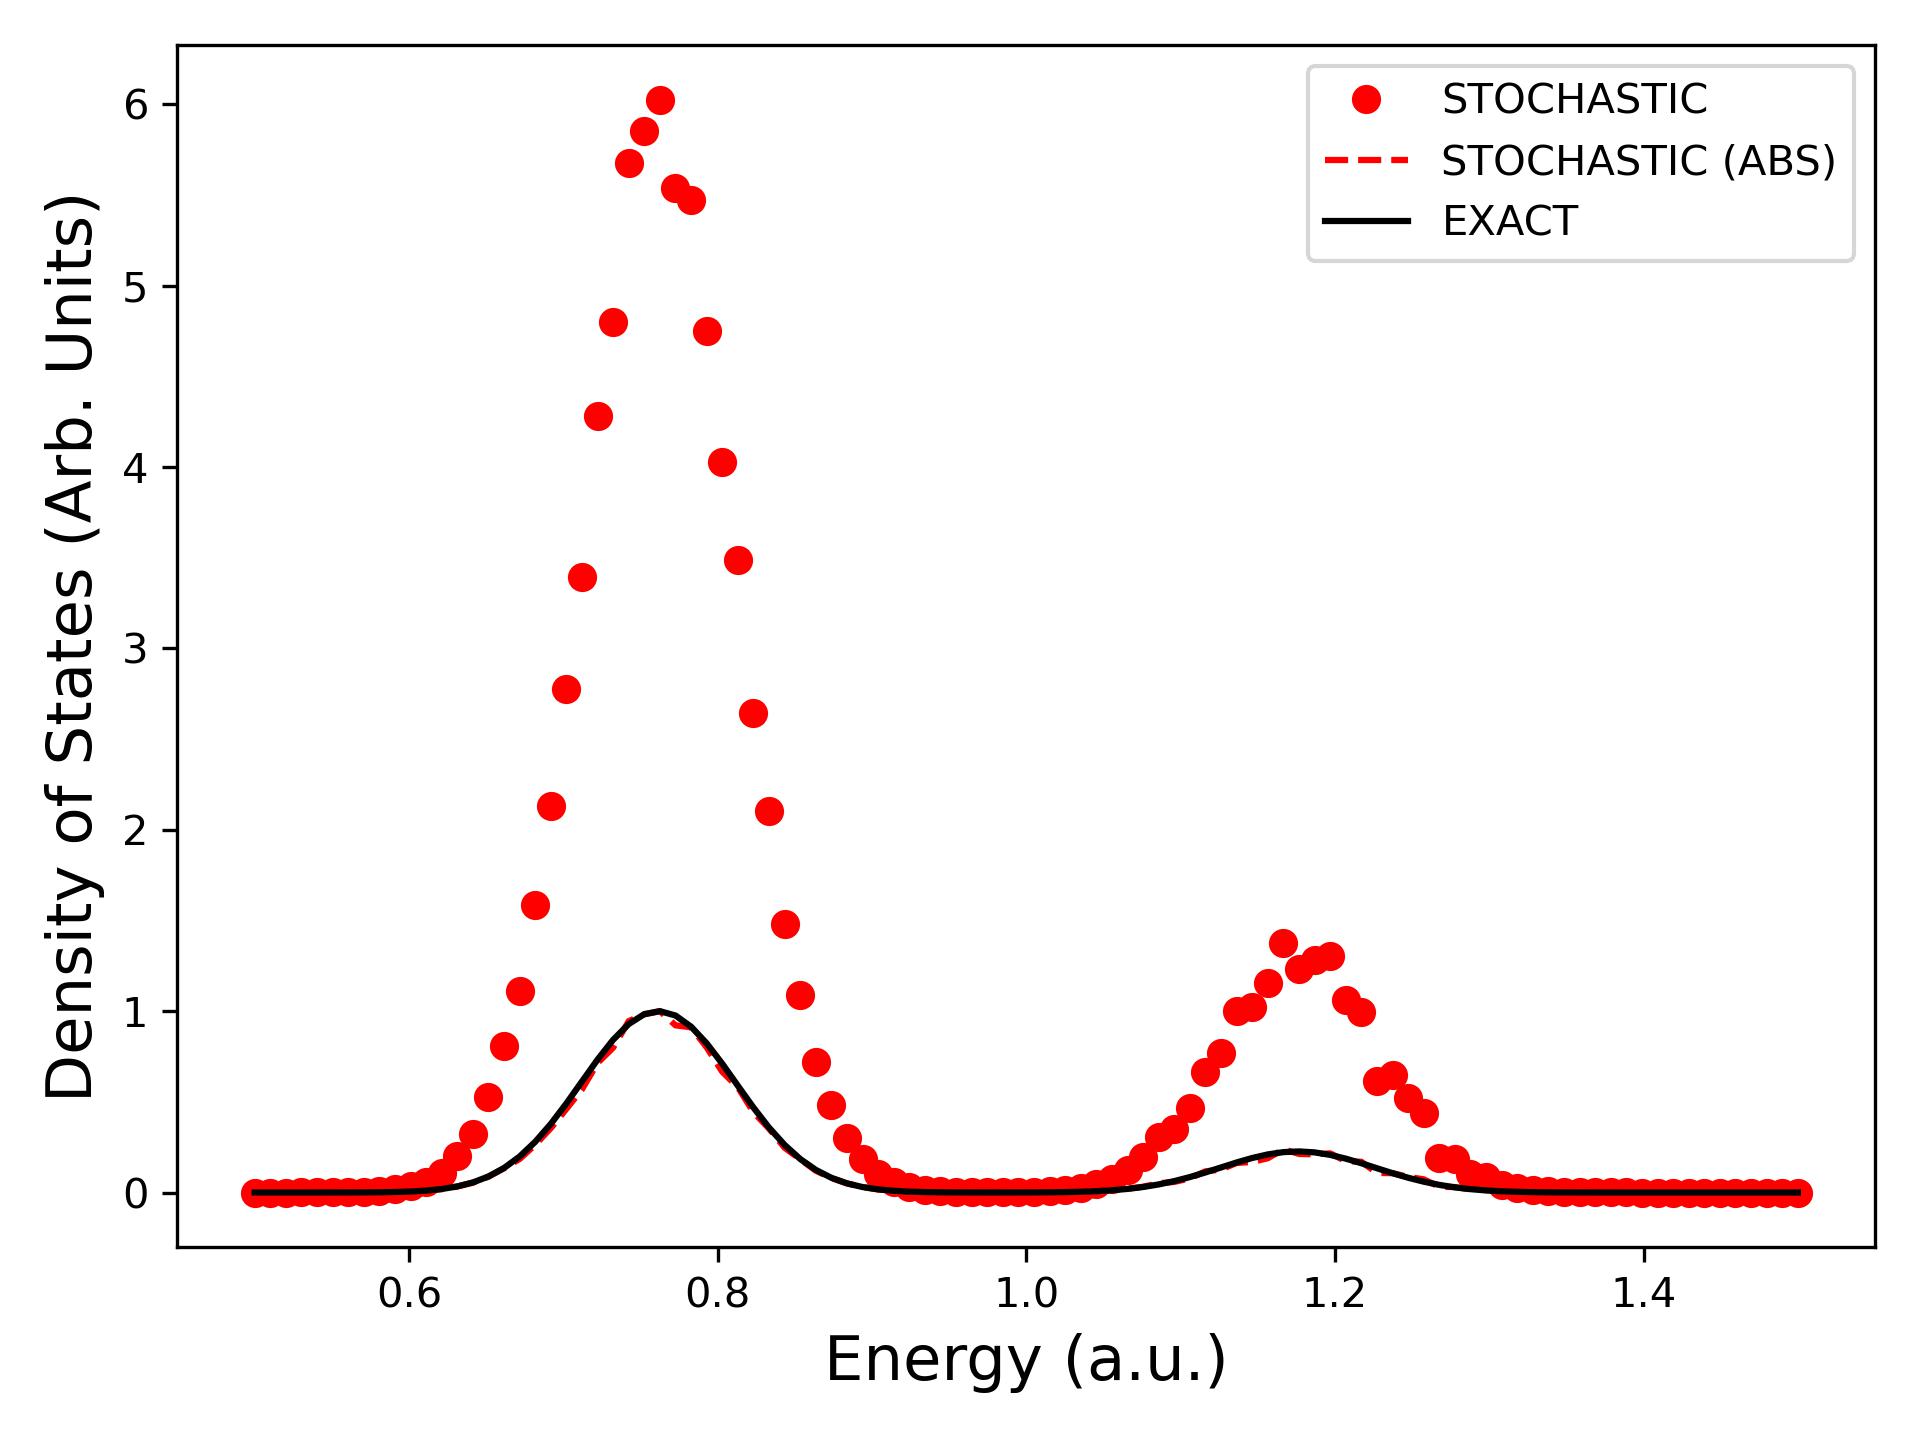 STOCHASTIC
STOCHASTIC (ABS)
EXACT
Density of States (Arb. Units)
6
5
4
3
2
1
0
0.6 0.8 1.0 1.2 1.4
Energy (a.u.)